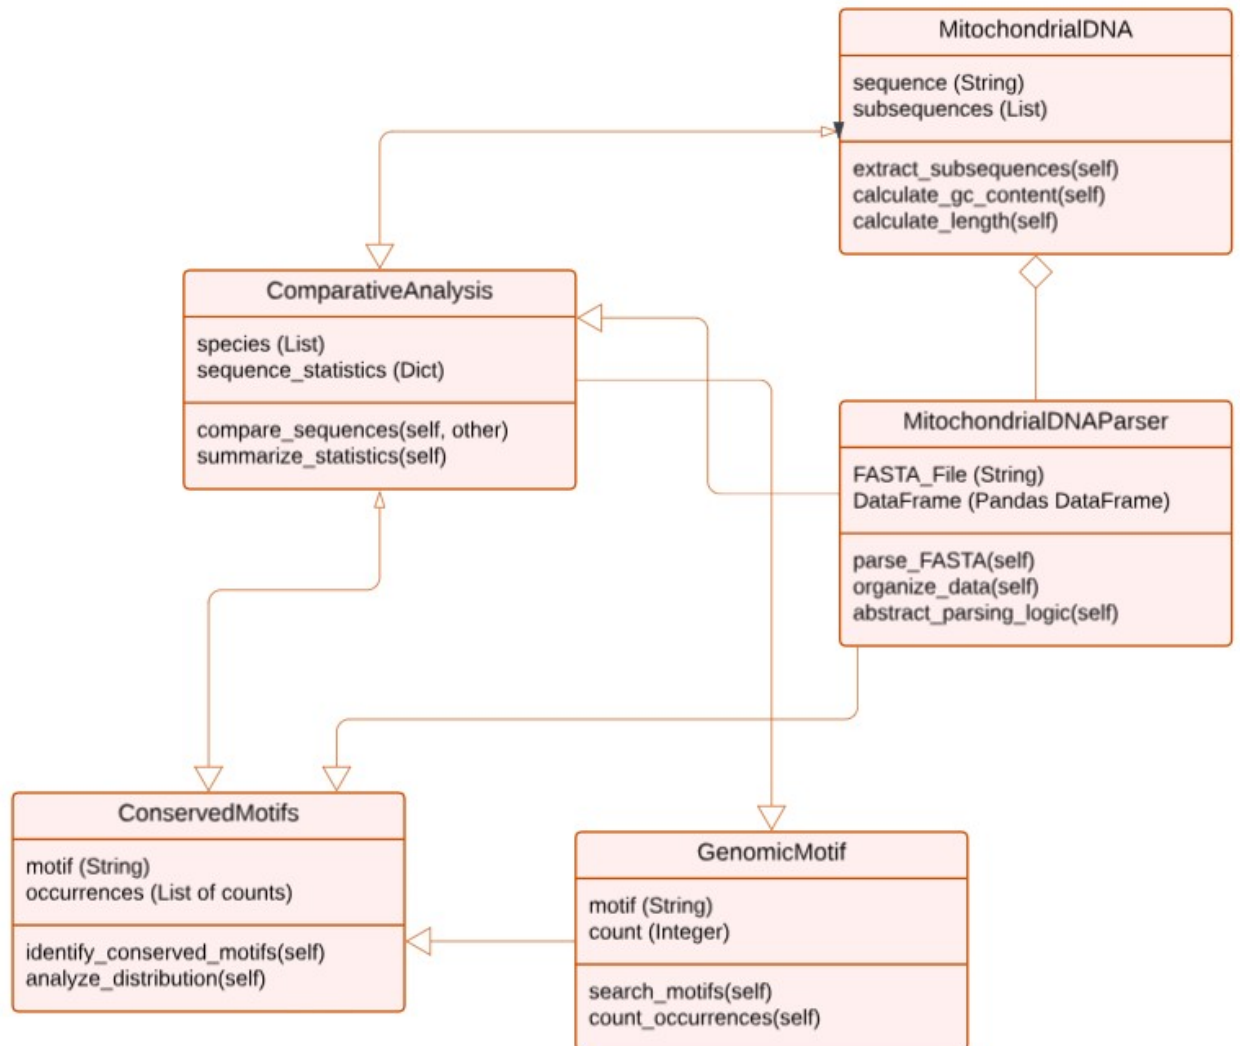 MitochondrialDNA
sequence (String)
subsequences (List)
extract_subsequences(self)
calculate_gc_content(self)
calculate_length(self)
ComparativeAnalysis
species (List)
sequence_statistics (Dict)
compare_sequences(self, other)
summarize_statistics(self)
MitochondrialDNAParser
FASTA_File (String)
DataFrame (Pandas DataFrame)
parse_FASTA(self)
organize_data(self)
abstract_parsing_logic(self)
ConservedMotifs
motif (String)
occurrences (List of counts)
identify_conserved_motifs(self)
analyze_distribution(self)
GenomicMotif
motif (String)
count (Integer)
search_motifs(self)
count_occurrences(self)